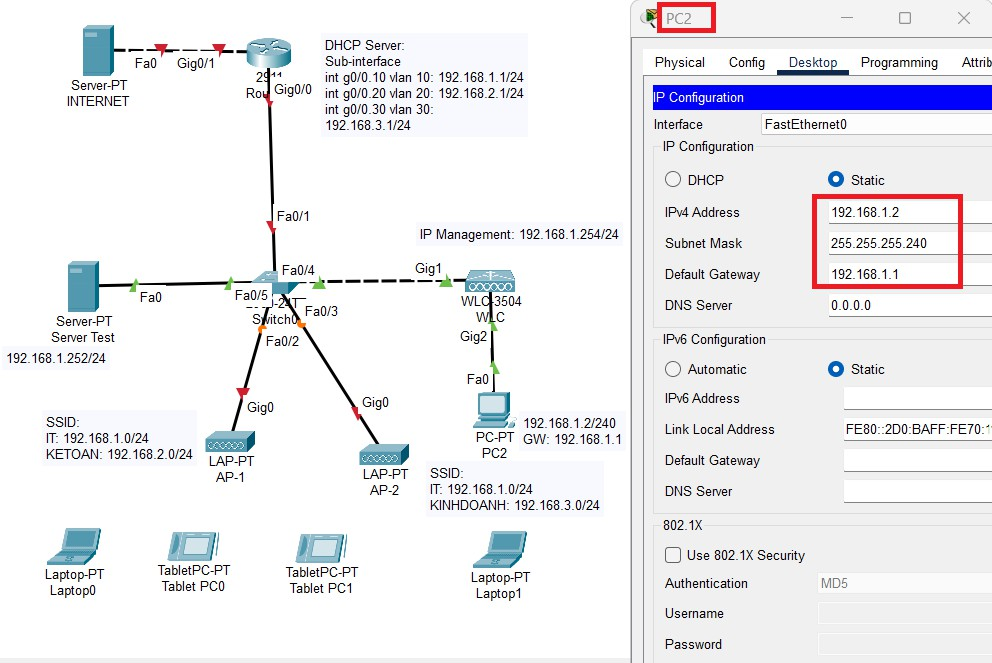 Fa0
Gig0/1
Server-PT
INTERNET
2911
Gig0/0
DHCP Server:
Sub-interface
int g0/0.10 vlan 10: 192.168.1.1/24
int g0/0.20 vlan 20: 192.168.2.1/24
int g0/0.30 vlan 30:
192.168.3.1/24
Fa0/1
IP Management: 192.168.1.254/24
Fa0/4
Gig1
Fa0
Fa0/5
WLC-3504
WLC
Server-PT
Server Test
Switch0
Fa0/3
Gig2
192.168.1.252/24
Fa0/2
Fa0
SSID:
IT: 192.168.1.0/24
KETOAN: 192.168.2.0/24
Gig0
Gig0
PC-PT
PC2
192.168.1.2/240
GW: 192.168.1.1
LAP-PT
AP-1
LAP-PT
AP-2
SSID:
IT: 192.168.1.0/24
KINHDOANH: 192.168.3.0/24
Laptop-PT
Laptop0
TabletPC-PT
Tablet PC0
TabletPC-PT
Tablet PC1
Laptop-PT
Laptop1
PC2
Physical Config Desktop Programming
IP Configuration
Interface FastEthernet0
IP Configuration
DHCP Static
IPv4 Address 192.168.1.2
Subnet Mask 255.255.255.240
Default Gateway 192.168.1.1
DNS Server 0.0.0.0
IPv6 Configuration
Automatic Static
IPv6 Address
Link Local Address FE80::2D0:BAFF:FE70:
Default Gateway
DNS Server
802.1X
Use 802.1X Security
Authentication MD5
Username
Password